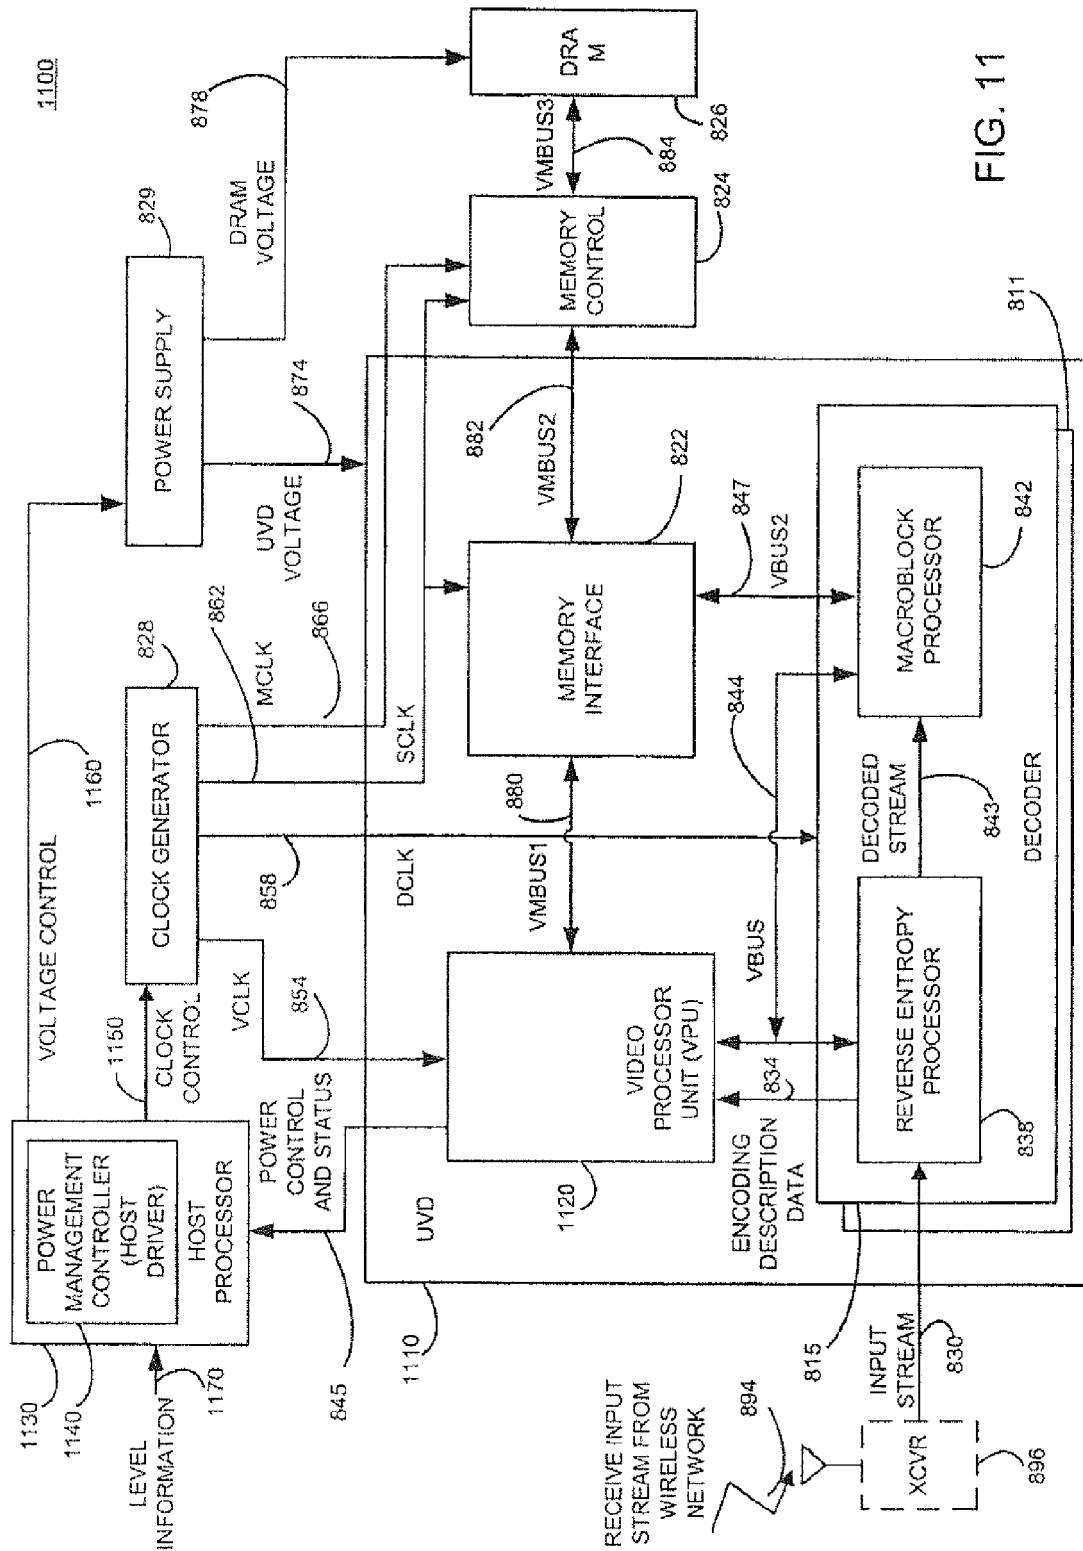 1100
FIG. 11
LEVEL
INFORMATION
1170
1130
1140
POWER
MANAGEMENT
CONTROLLER
(HOST
DRIVER)
HOST
PROCESSOR
VOLTAGE CONTROL
1160
1150
CLOCK
CONTROL
CLOCK GENERATOR
828
POWER SUPPLY
829
VCLK
854
858
DCLK
MCLK
862
SCLK
866
UVD
VOLTAGE
874
DRAM
VOLTAGE
878
POWER
CONTROL
AND STATUS
845
1110
UVD
1120
VIDEO
PROCESSOR
UNIT (VPU)
VMBUS1
880
MEMORY
INTERFACE
822
VMBUS2
882
MEMORY
CONTROL
824
VMBUS3
884
DRA
M
826
ENCODING
DESCRIPTION
DATA
834
VBUS
844
847
VBUS2
815
REVERSE ENTROPY
PROCESSOR
838
DECODED
STREAM
843
MACROBLOCK
PROCESSOR
842
DECODER
811
RECEIVE INPUT
STREAM FROM
WIRELESS
NETWORK
894
XCVR
896
INPUT
STREAM
830